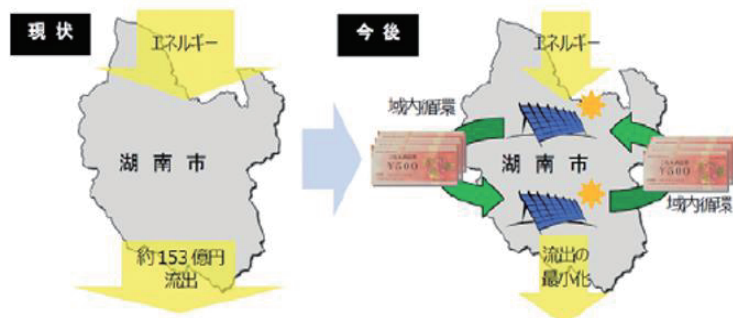 現状
エネルギー
湖南市
約153億円
流出
今後
エネルギー
域内循環
¥500
湖南市
¥500
域内循環
流出の
最小化